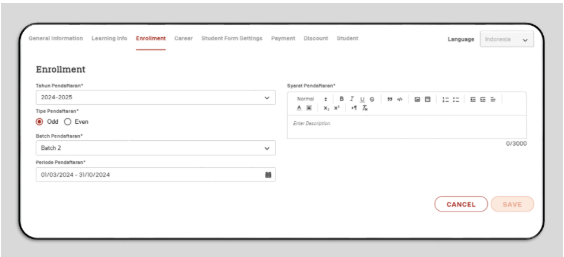 General Information Learning Info Enrollment Career Student Form Settings Payment Discount Student Language Indonesia
Enrollment
Tahun Pendaftaran*
2024-2025
Tipe Pendaftaran*
Odd Even
Batch Pendaftaran*
Batch 2
Periode Pendaftaran*
01/03/2024 - 31/10/2024
Syarat Pendaftaran*
Normal B I U S
A X₁ X¹
Enter Description.
0/3000
CANCEL SAVE